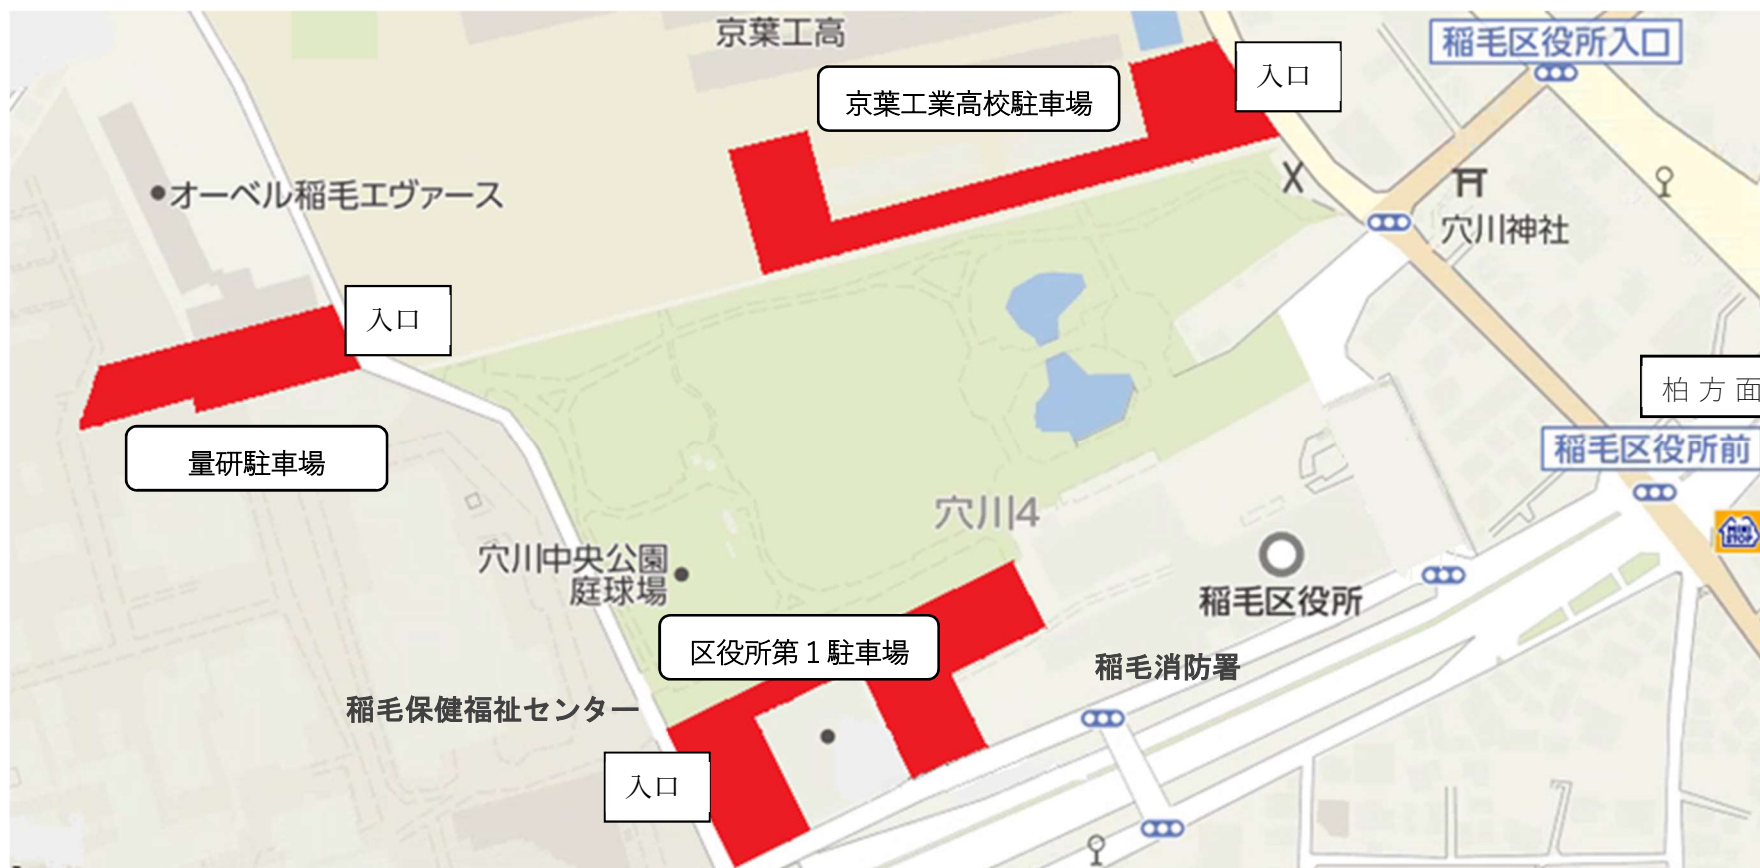 京葉工高
稲毛区役所入口
入口
京葉工業高校駐車場
オーベル稲毛エヴァース
X
穴川神社
入口
柏方面
量研駐車場
稲毛区役所前
MINI
STOP
穴川4
穴川中央公園
庭球場
稲毛区役所
区役所第１駐車場
稲毛消防署
稲毛保健福祉センター
入口